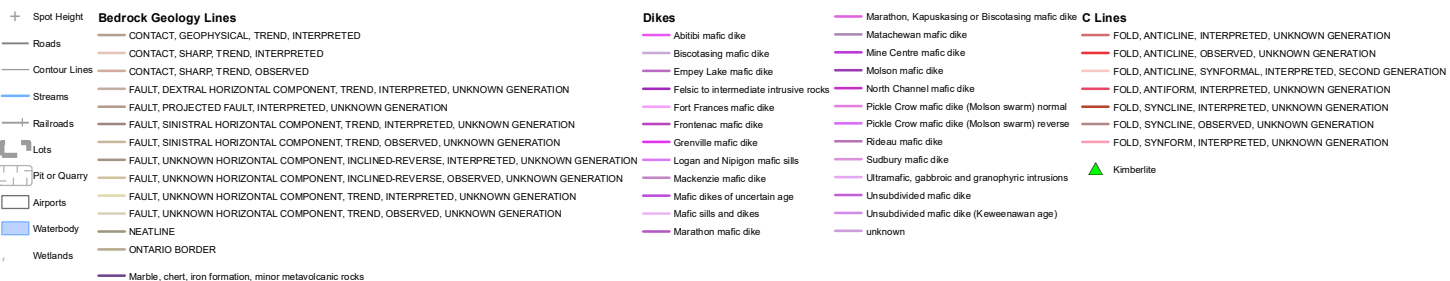 Spot Height
Roads
Contour Lines
Streams
Railroads
Lots
Pit or Quarry
Airports
Waterbody
Wetlands
Bedrock Geology Lines
CONTACT, GEOPHYSICAL, TREND, INTERPRETED
CONTACT, SHARP, TREND, INTERPRETED
CONTACT, SHARP, TREND, OBSERVED
FAULT, DEXTRAL HORIZONTAL COMPONENT, TREND, INTERPRETED, UNKNOWN GENERATION
FAULT, PROJECTED FAULT, INTERPRETED, UNKNOWN GENERATION
FAULT, SINISTRAL HORIZONTAL COMPONENT, TREND, INTERPRETED, UNKNOWN GENERATION
FAULT, SINISTRAL HORIZONTAL COMPONENT, TREND, OBSERVED, UNKNOWN GENERATION
FAULT, UNKNOWN HORIZONTAL COMPONENT, INCLINED-REVERSE, INTERPRETED, UNKNOWN GENERATION
FAULT, UNKNOWN HORIZONTAL COMPONENT, INCLINED-REVERSE, OBSERVED, UNKNOWN GENERATION
FAULT, UNKNOWN HORIZONTAL COMPONENT, TREND, INTERPRETED, UNKNOWN GENERATION
FAULT, UNKNOWN HORIZONTAL COMPONENT, TREND, OBSERVED, UNKNOWN GENERATION
NEATLINE
ONTARIO BORDER
Marble, chert, iron formation, minor metavolcanic rocks
Dikes
Abitibi mafic dike
Biscotasing mafic dike
Empey Lake mafic dike
Felsic to intermediate intrusive rocks
Fort Frances mafic dike
Frontenac mafic dike
Grenville mafic dike
Logan and Nipigon mafic sills
Mackenzie mafic dike
Mafic dikes of uncertain age
Mafic sills and dikes
Marathon mafic dike
Marathon, Kapuskasing or Biscotasing mafic dike
Matachewan mafic dike
Mine Centre mafic dike
Molson mafic dike
North Channel mafic dike
Pickle Crow mafic dike (Molson swarm) normal
Pickle Crow mafic dike (Molson swarm) reverse
Rideau mafic dike
Sudbury mafic dike
Ultramafic, gabbroic and granophyric intrusions
Unsubdivided mafic dike
Unsubdivided mafic dike (Keweenawan age)
unknown
C Lines
FOLD, ANTICLINE, INTERPRETED, UNKNOWN GENERATION
FOLD, ANTICLINE, OBSERVED, UNKNOWN GENERATION
FOLD, ANTICLINE, SYNFORMAL, INTERPRETED, SECOND GENERATION
FOLD, ANTIFORM, INTERPRETED, UNKNOWN GENERATION
FOLD, SYNCLINE, INTERPRETED, UNKNOWN GENERATION
FOLD, SYNCLINE, OBSERVED, UNKNOWN GENERATION
FOLD, SYNFORM, INTERPRETED, UNKNOWN GENERATION
Kimberlite